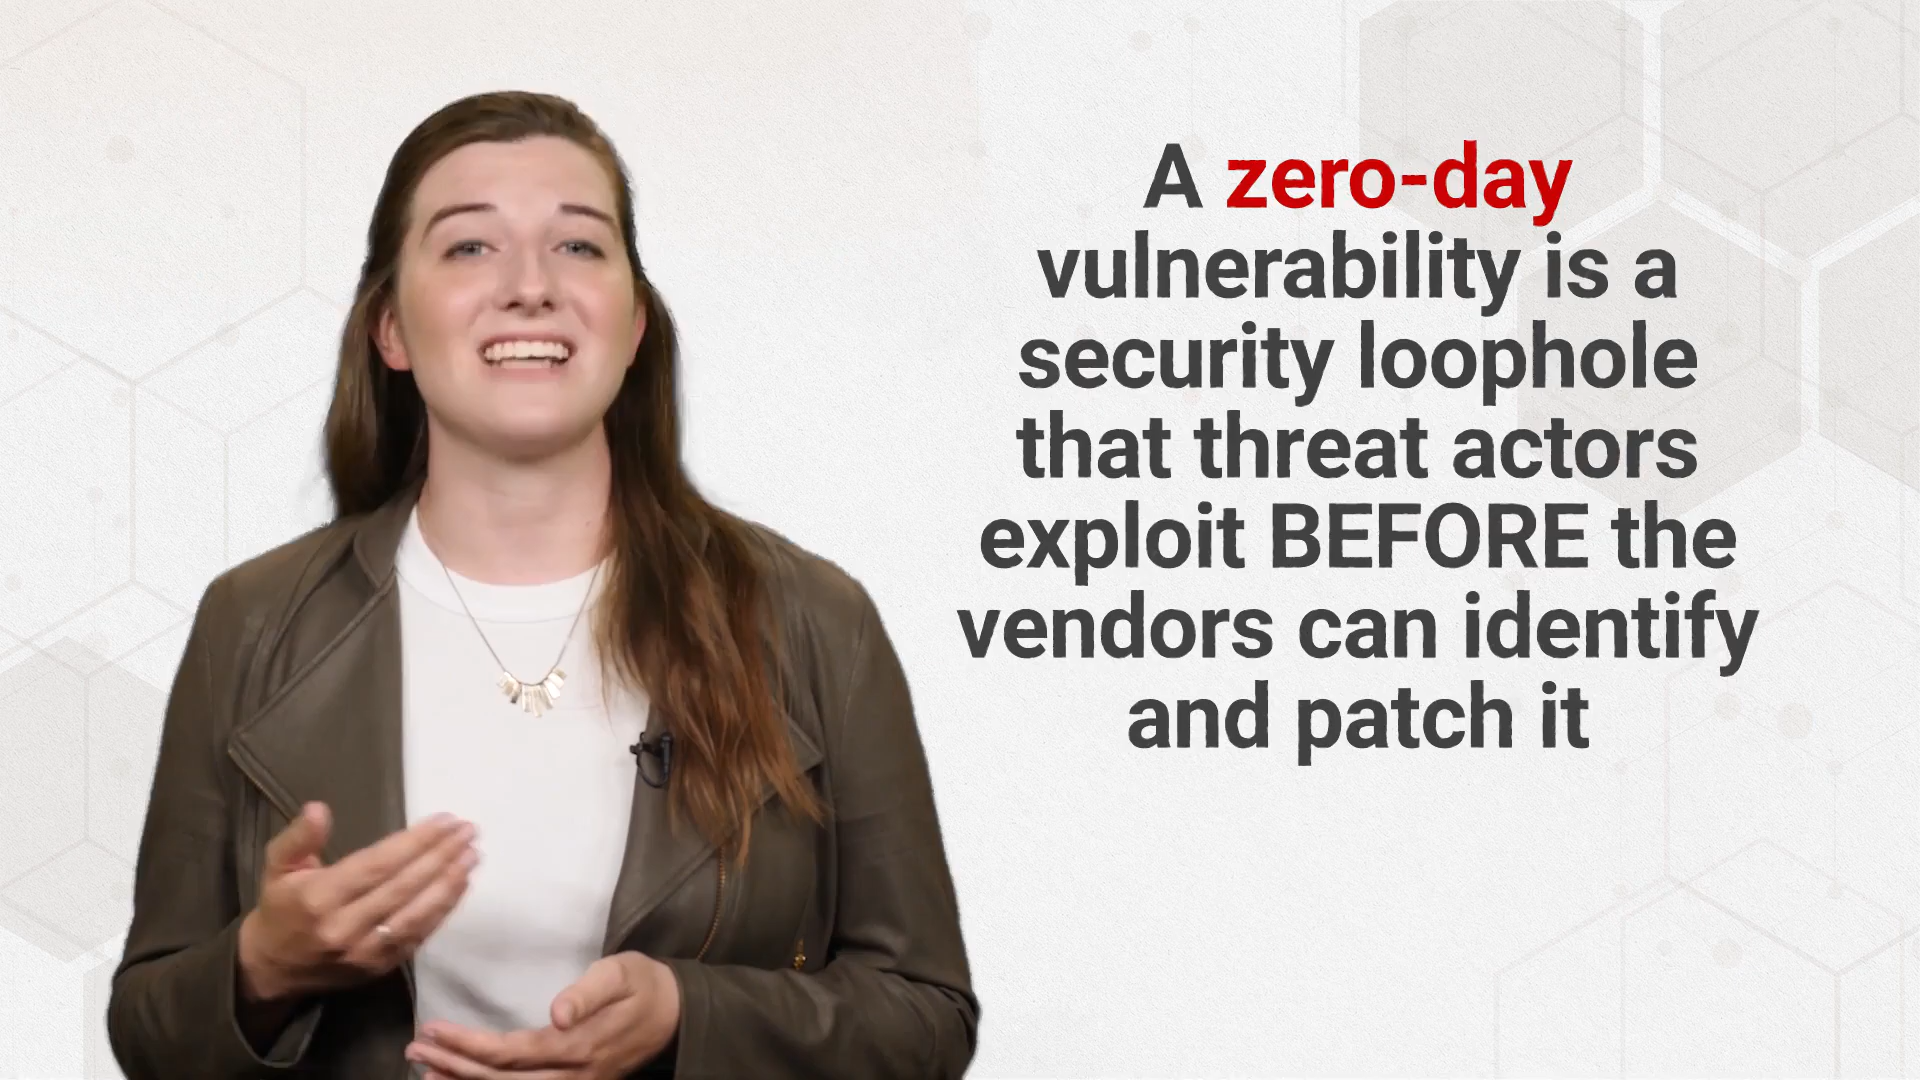 A zero-day
vulnerability is a
security loophole
that threat actors
exploit BEFORE the
vendors can identify
and patch it